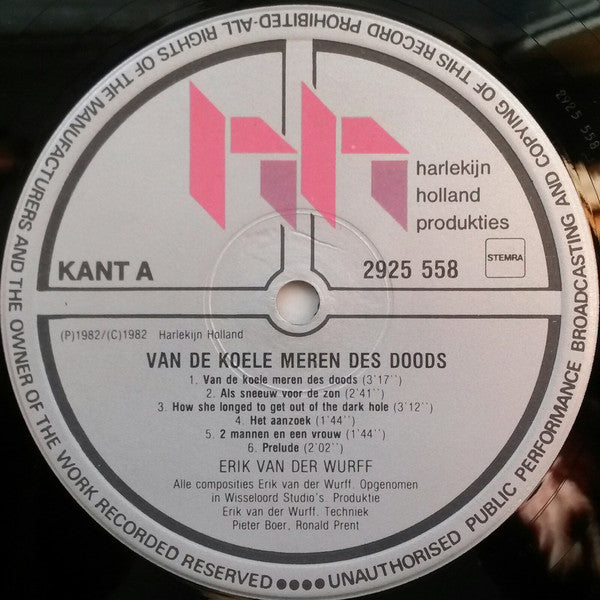 ALL RIGHTS OF THE MANUFACTURERS AND THE OWNER OF THE WORK RECORDED RESERVED ●●●● UNAUTHORISED PUBLIC PERFORMANCE BROADCASTING AND COPYING OF THIS RECORD PROHIBITED-
harlekijn
holland
produkties
KANT A
2925 558
STEMRA
(P)1982/(C)1982 Harlekijn Holland
VAN DE KOELE MEREN DES DOODS
1. Van de koele meren des doods (3'17'')
2. Als sneeuw voor de zon (2'41'')
3. How she longed to get out of the dark hole (3'12'')
4. Het aanzoek (1'44'')
5. 2 mannen en een vrouw (1'44'')
6. Prelude (2'02'')
ERIK VAN DER WURFF
Alle composities Erik van der Wurff. Opgenomen
in Wisseloord Studio's. Produktie
Erik van der Wurff. Techniek
Pieter Boer, Ronald Prent
2925 558